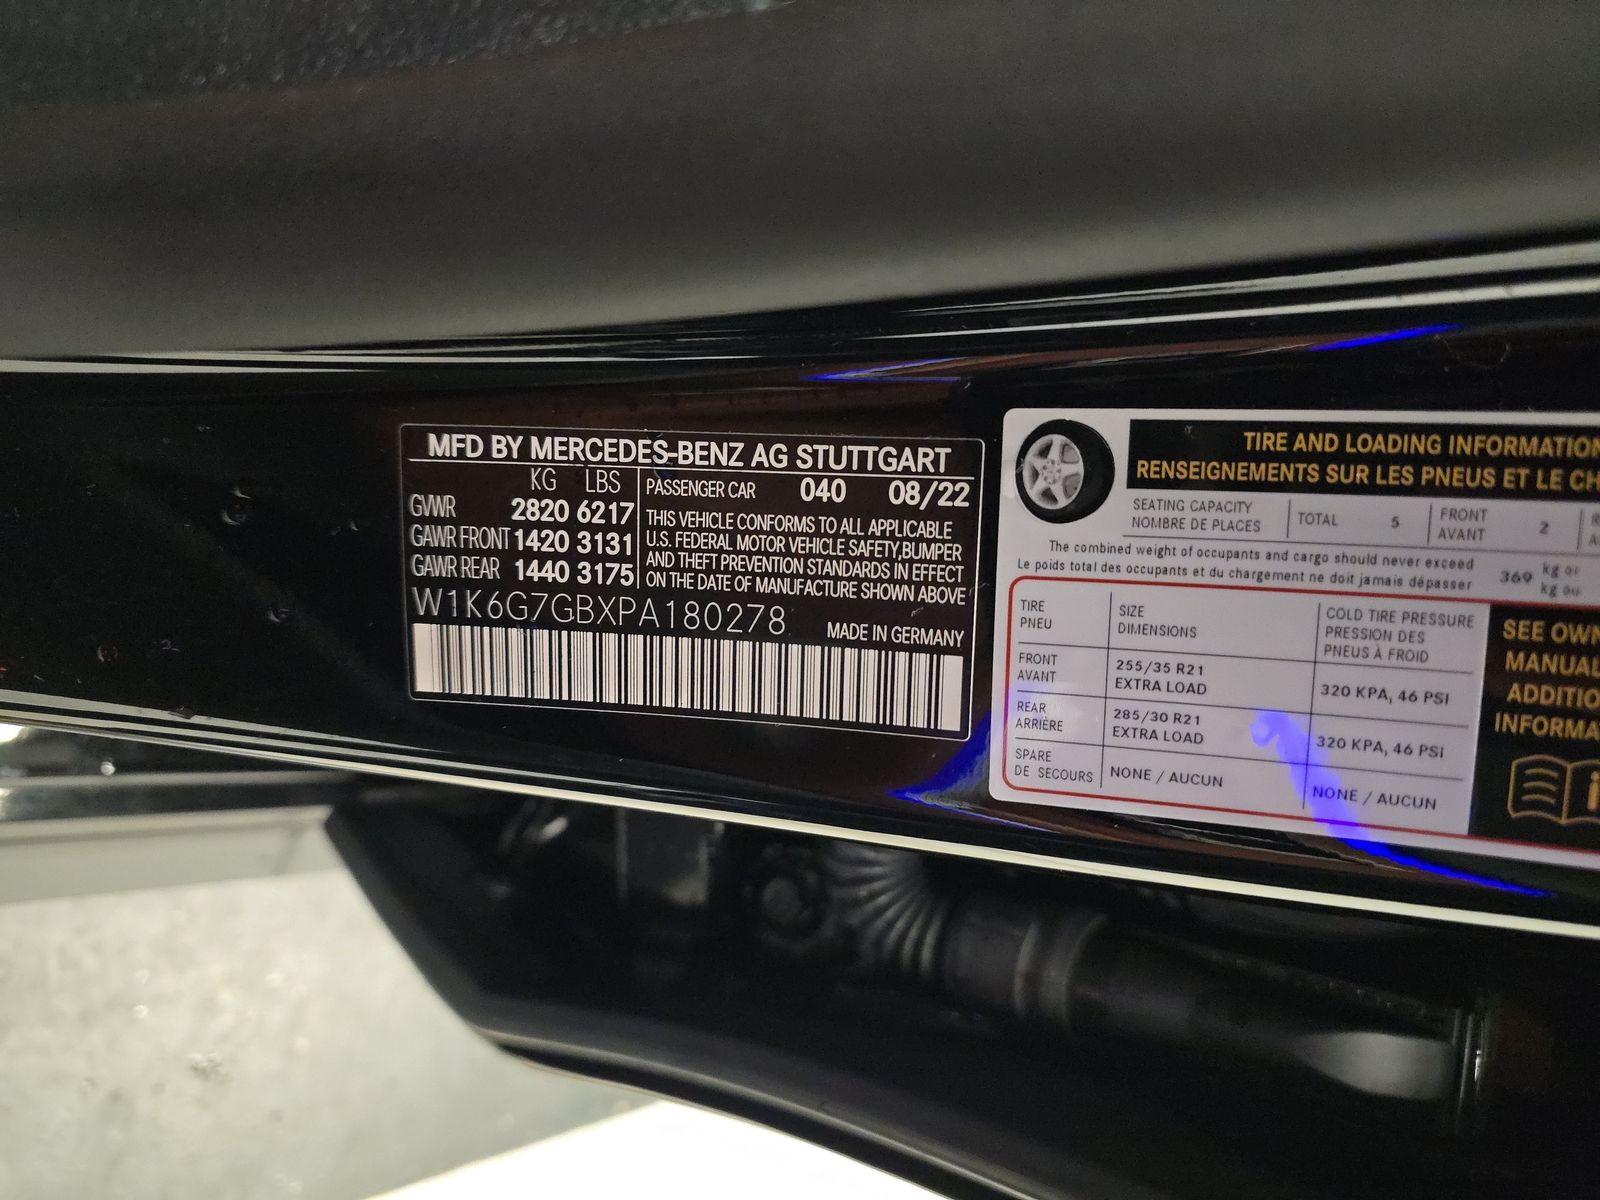 MFD BY MERCEDES-BENZ AG STUTTGART
KG LBS
GVWR 2820 6217
GAWR FRONT 1420 3131
GAWR REAR 1440 3175
PASSENGER CAR 040 08/22
THIS VEHICLE CONFORMS TO ALL APPLICABLE
U.S. FEDERAL MOTOR VEHICLE SAFETY,BUMPER
AND THEFT PREVENTION STANDARDS IN EFFECT
ON THE DATE OF MANUFACTURE SHOWN ABOVE
W1K6G7GBXPA180278
MADE IN GERMANY
TIRE AND LOADING INFORMATION
RENSEIGNEMENTS SUR LES PNEUS ET LE CH
SEATING CAPACITY
NOMBRE DE PLACES
TOTAL 5
FRONT
AVANT
2
The combined weight of occupants and cargo should never exceed
Le poids total des occupants et du chargement ne doit jamais dépasser
369
kg or
kg ou
TIRE
PNEU
SIZE
DIMENSIONS
COLD TIRE PRESSURE
PRESSION DES
PNEUS À FROID
FRONT
AVANT
255/35 R21
EXTRA LOAD
320 KPA, 46 PSI
REAR
ARRIÈRE
285/30 R21
EXTRA LOAD
320 KPA, 46 PSI
SPARE
DE SECOURS
NONE / AUCUN
NONE / AUCUN
SEE OWN
MANUAL
ADDITIO
INFORMA